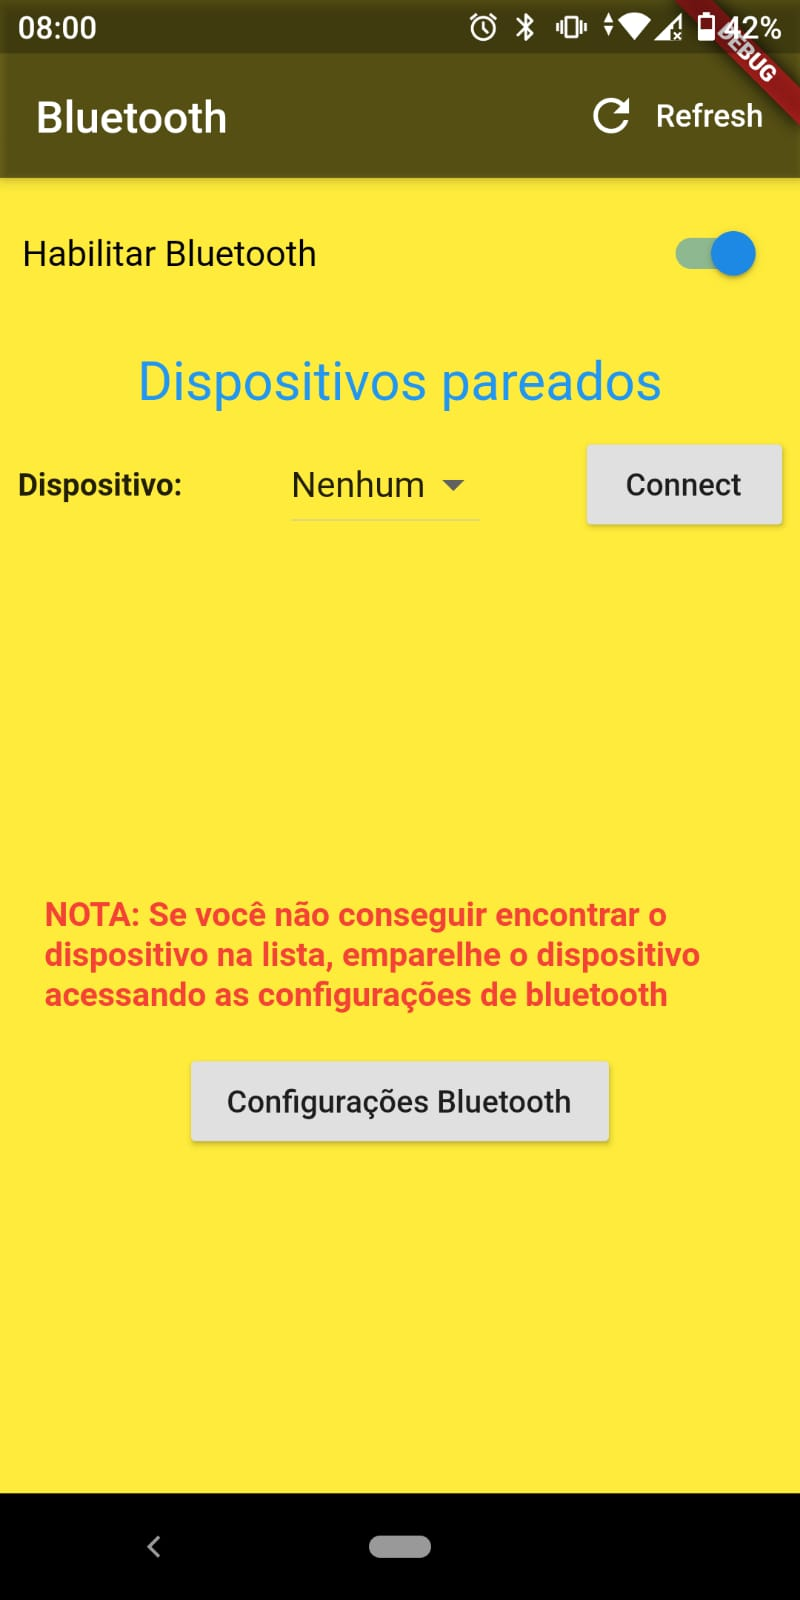 08:00
42%
DEBUG
Bluetooth
Refresh
Habilitar Bluetooth
Dispositivos pareados
Dispositivo:
Nenhum
Connect
NOTA: Se você não conseguir encontrar o
dispositivo na lista, emparelhe o dispositivo
acessando as configurações de bluetooth
Configurações Bluetooth